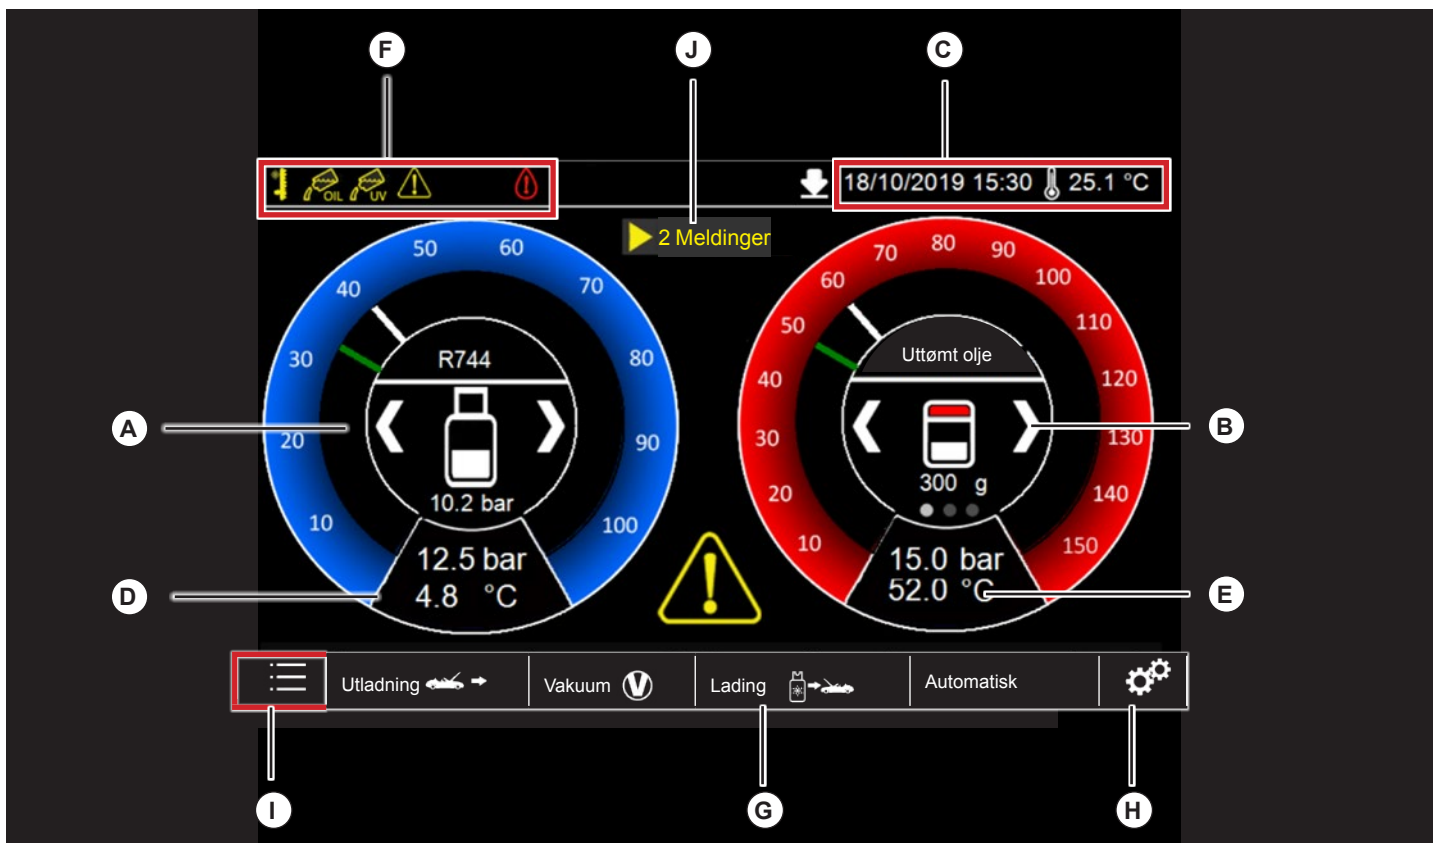 F J C
OIL UV 18/10/2019 15:30 25.1 °C
2 Meldinger
10 20 30 40 50 60 70 80 90 100
R744
10.2 bar
12.5 bar
4.8 °C
10 20 30 40 50 60 70 80 90 100 110 120 130 140 150
Uttømt olje
300 g
15.0 bar
52.0 °C
A B
D E
Utladning Vakuum V Lading Automatisk
I G H